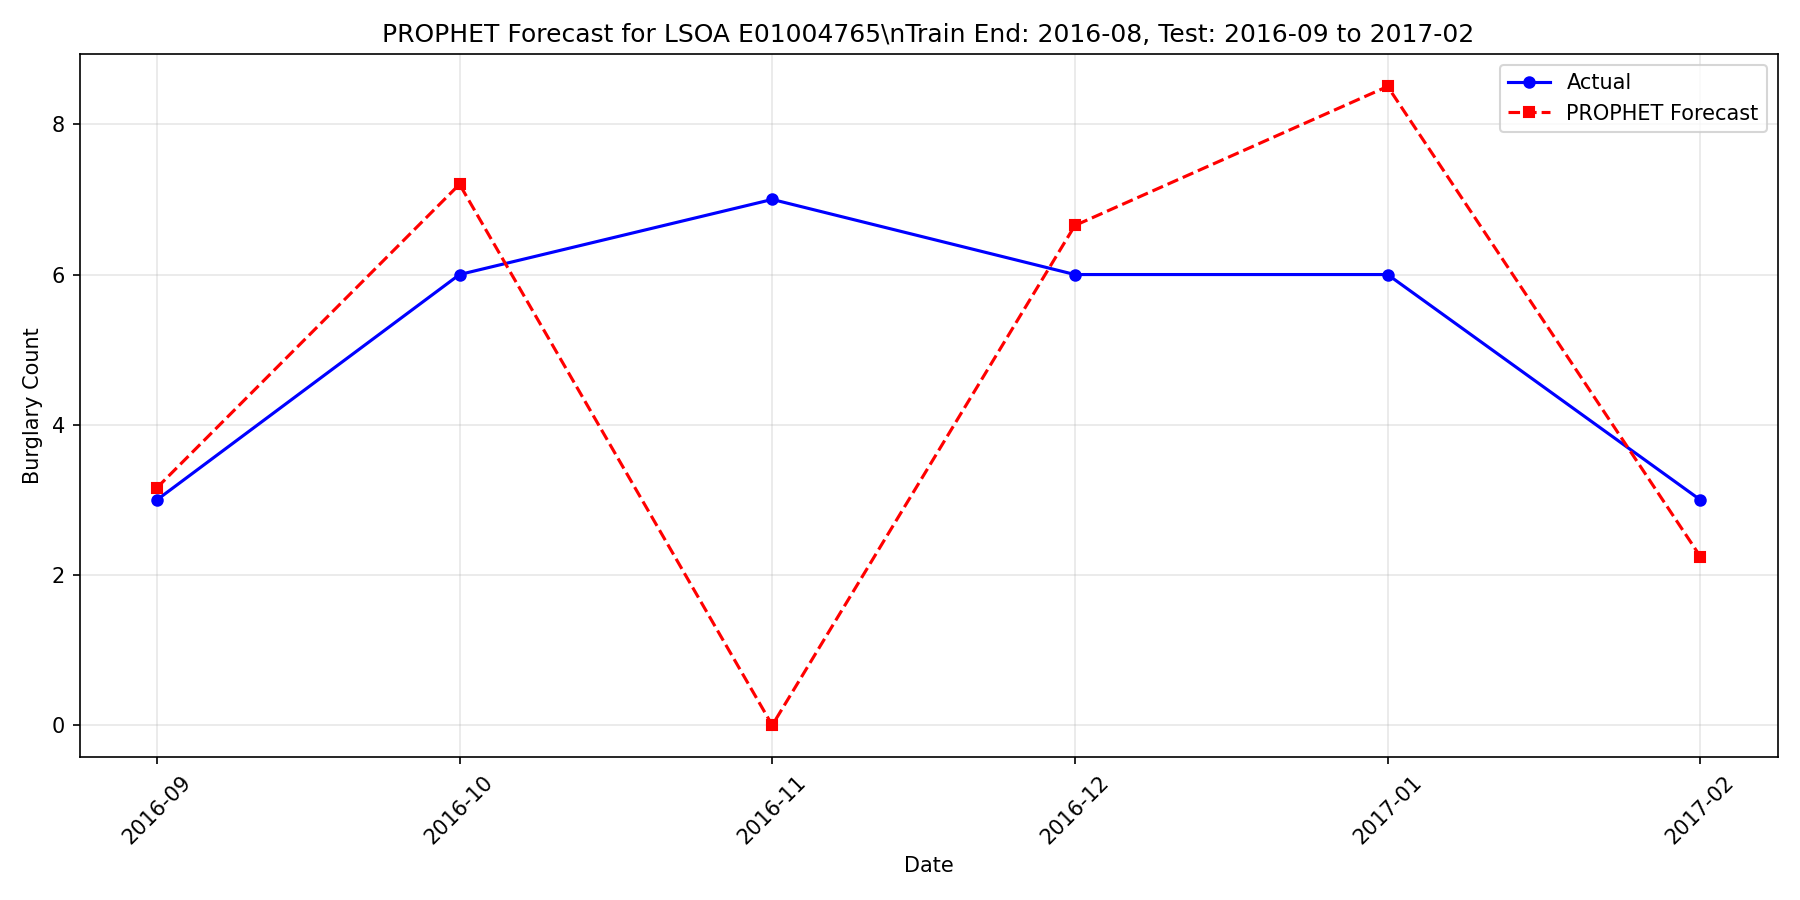 PROPHET Forecast for LSOA E01004765\nTrain End: 2016-08, Test: 2016-09 to 2017-02
Actual
PROPHET Forecast
Burglary Count
8
6
4
2
0
2016-09
2016-10
2016-11
2016-12
2017-01
2017-02
Date